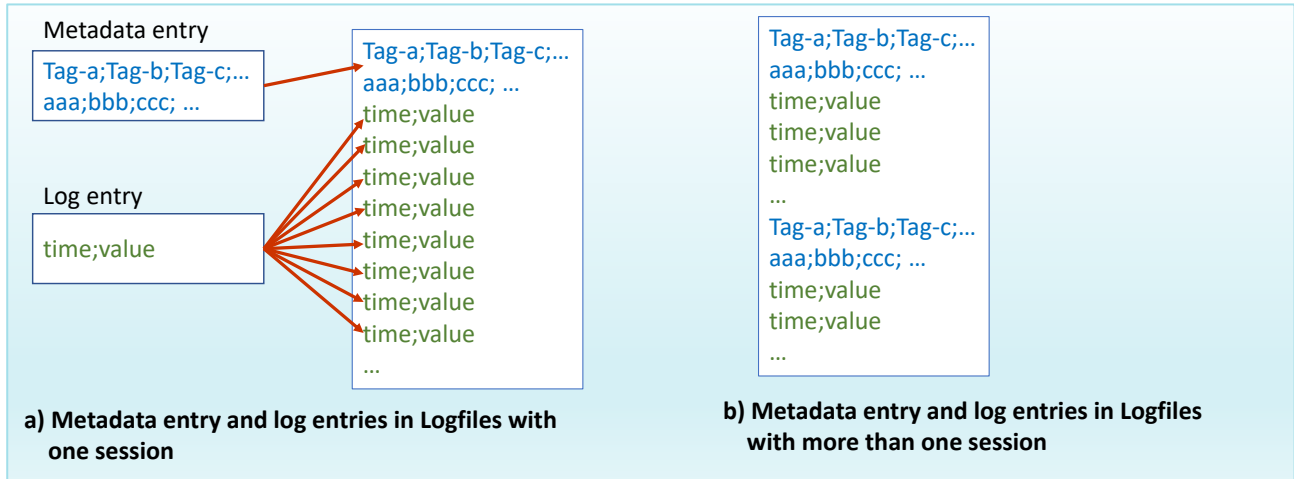 Metadata entry
Tag-a;Tag-b;Tag-c;...
aaa;bbb;ccc; ...
Log entry
time;value
Tag-a;Tag-b;Tag-c;...
aaa;bbb;ccc; ...
time;value
time;value
time;value
time;value
time;value
time;value
time;value
time;value
...
a) Metadata entry and log entries in Logfiles with
one session
Tag-a;Tag-b;Tag-c;...
aaa;bbb;ccc; ...
time;value
time;value
time;value
...
Tag-a;Tag-b;Tag-c;...
aaa;bbb;ccc; ...
time;value
time;value
...
b) Metadata entry and log entries in Logfiles
with more than one session